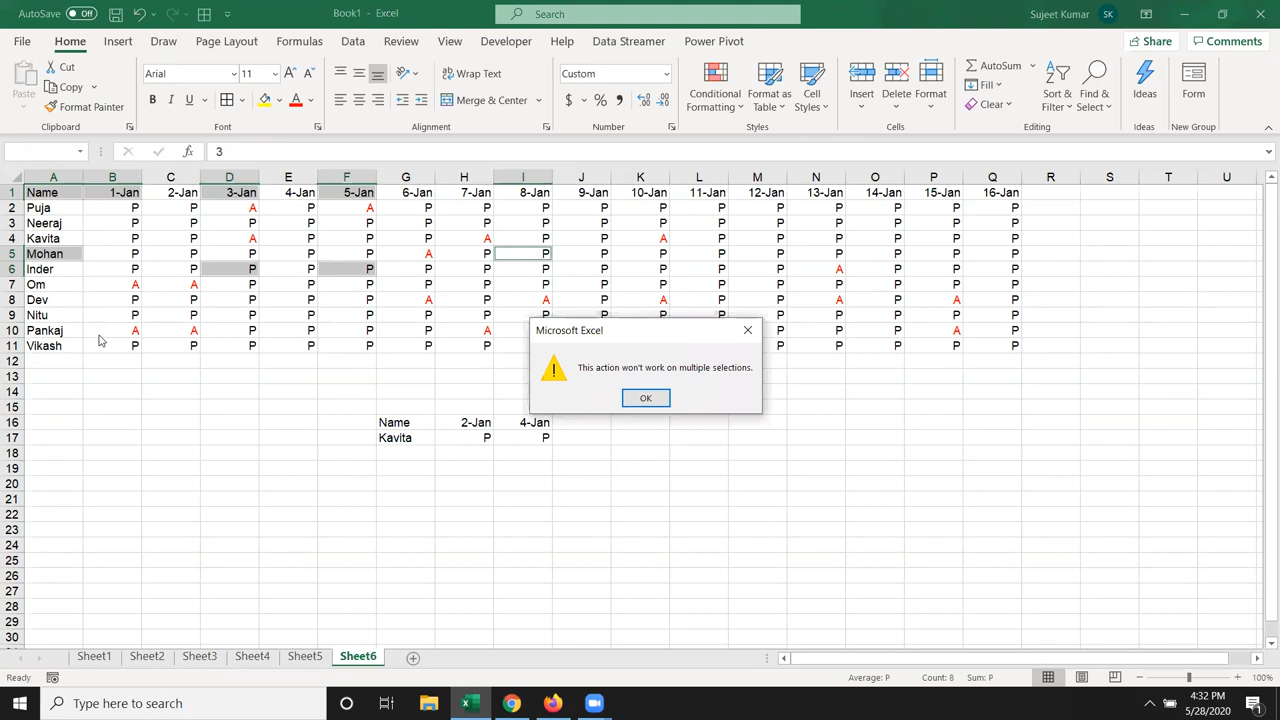 AutoSave Off Book1 - Excel Search Sujeet Kumar SK
File Home Insert Draw Page Layout Formulas Data Review View Developer Help Data Streamer Power Pivot Share Comments
Paste Cut Copy Format Painter
Arial 11 B I U A
Wrap Text Merge & Center
Custom $ % ,
Conditional Formatting Format as Table Cell Styles
Insert Delete Format
AutoSum Fill Clear Sort & Filter Find & Select
Ideas Form
Clipboard Font Alignment Number Styles Cells Editing Ideas New Group
fx 3
A B C D E F G H I J K L M N O P Q R S T U
1 Name 1-Jan 2-Jan 3-Jan 4-Jan 5-Jan 6-Jan 7-Jan 8-Jan 9-Jan 10-Jan 11-Jan 12-Jan 13-Jan 14-Jan 15-Jan 16-Jan
2 Puja P P A P A P P P P P P P P P P P
3 Neeraj P P P P P P P P P P P P P P P P
4 Kavita P P A P P P A P P A P P P P P P
5 Mohan P P P P P A P P P P P P P P P P
6 Inder P P P P P P P P P P P P A P P P
7 Om A A P P P P P P P P P P P P P P
8 Dev P P P P P A P A P A P P A P A P
9 Nitu P P P P P P P P P P P P P P P P
10 Pankaj A A P P P P A P P A P
11 Vikash P P P P P P P P P P P
12
13
14
15
16 Name 2-Jan 4-Jan
17 Kavita P P
18
19
20
21
22
23
24
25
26
27
28
29
30
Microsoft Excel
This action won't work on multiple selections.
OK
Sheet1 Sheet2 Sheet3 Sheet4 Sheet5 Sheet6
Ready Average: P Count: 8 Sum: P 100%
Type here to search 4:32 PM
5/28/2020